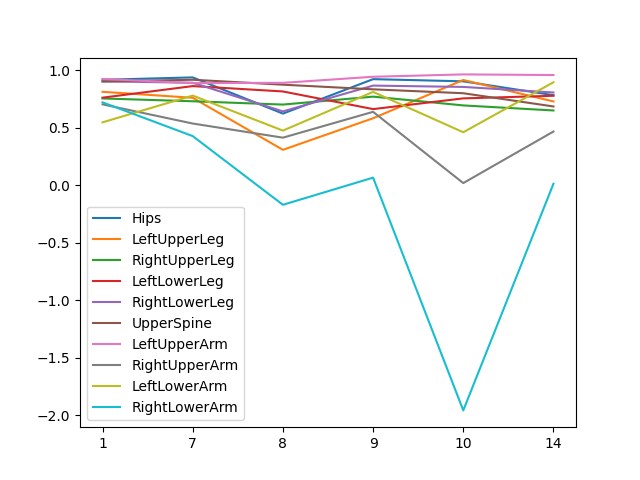 1.0
0.5
0.0
−0.5
−1.0
−1.5
−2.0
Hips
LeftUpperLeg
RightUpperLeg
LeftLowerLeg
RightLowerLeg
UpperSpine
LeftUpperArm
RightUpperArm
LeftLowerArm
RightLowerArm
1 7 8 9 10 14